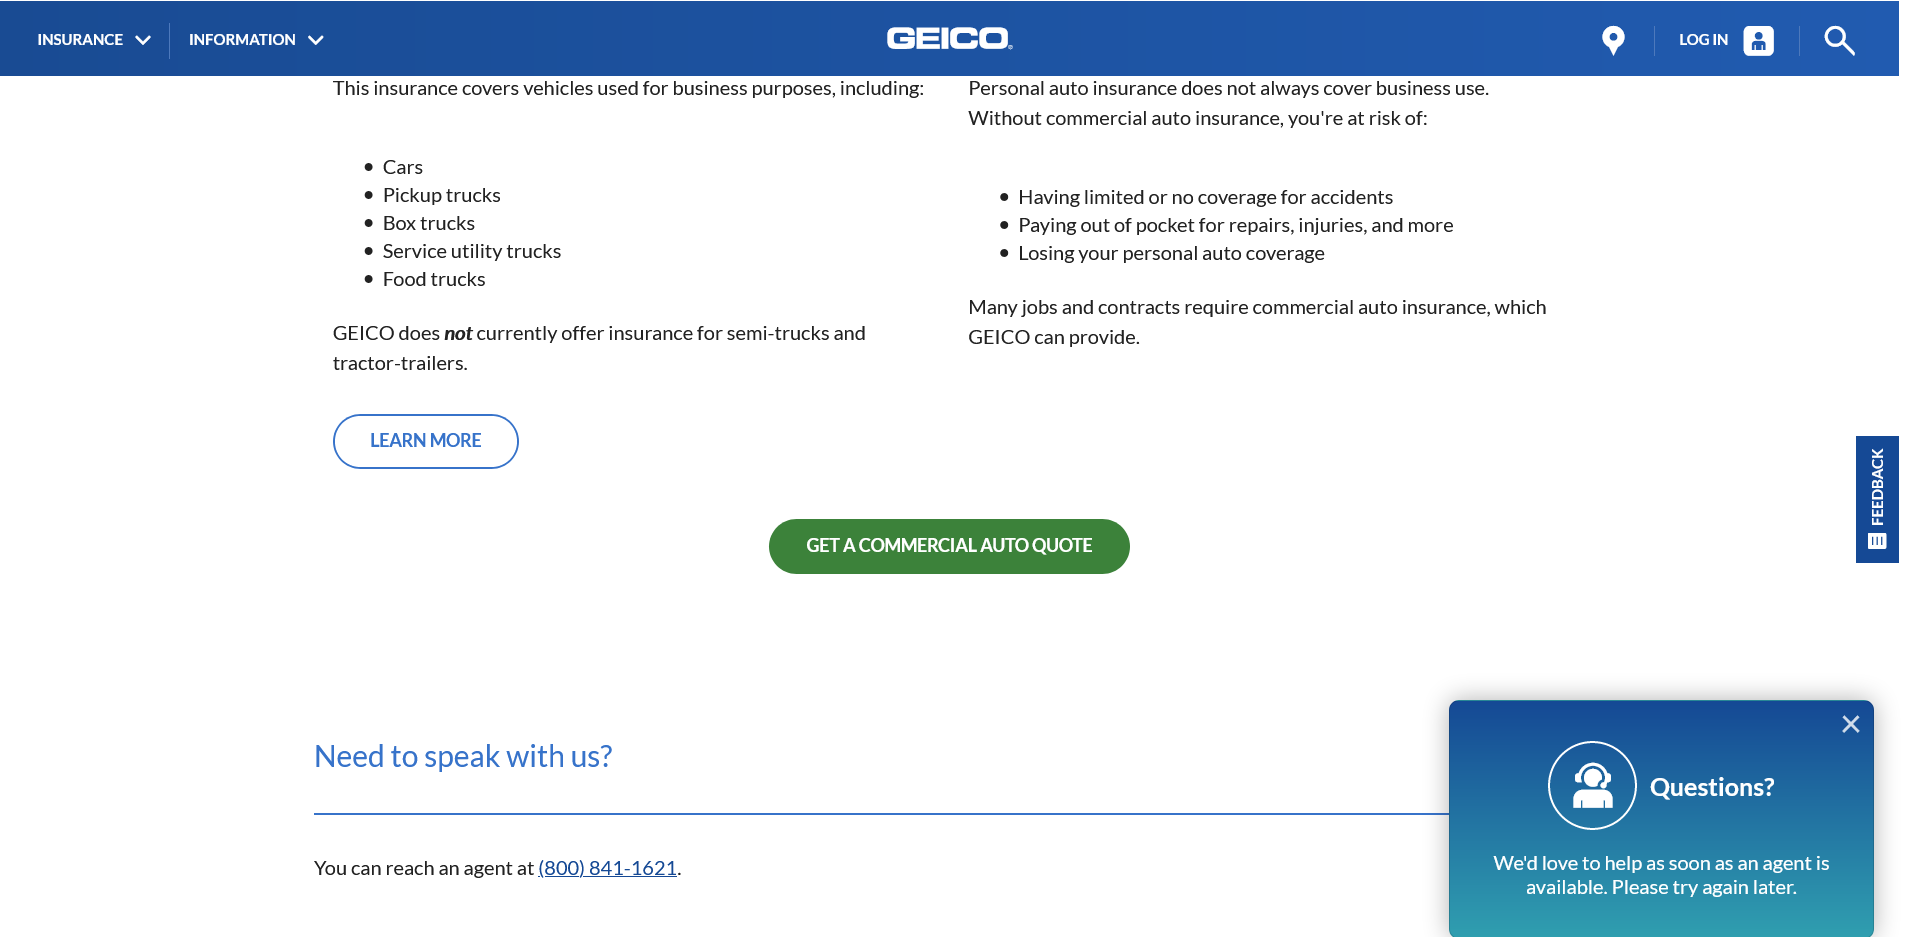 INSURANCE
INFORMATION
GEICO
LOG IN
This insurance covers vehicles used for business purposes, including:
Cars
Pickup trucks
Box trucks
Service utility trucks
Food trucks
GEICO does not currently offer insurance for semi-trucks and
tractor-trailers.
LEARN MORE
Personal auto insurance does not always cover business use.
Without commercial auto insurance, you're at risk of:
Having limited or no coverage for accidents
Paying out of pocket for repairs, injuries, and more
Losing your personal auto coverage
Many jobs and contracts require commercial auto insurance, which
GEICO can provide.
GET A COMMERCIAL AUTO QUOTE
FEEDBACK
Need to speak with us?
You can reach an agent at (800) 841-1621.
Questions?
We'd love to help as soon as an agent is
available. Please try again later.